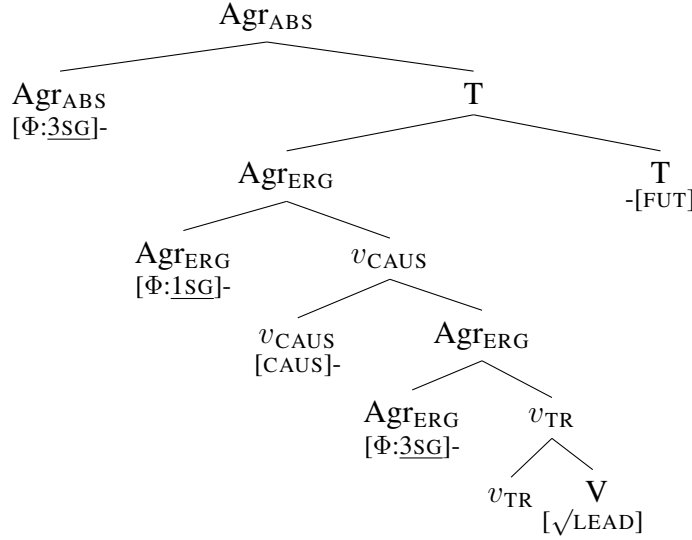 Agr_ABS
Agr_ABS T
[Φ:3SG]-
Agr_ERG T
-[FUT]
Agr_ERG v_CAUS
[Φ:1SG]-
v_CAUS Agr_ERG
[CAUS]-
Agr_ERG v_TR
[Φ:3SG]-
v_TR V
[√LEAD]